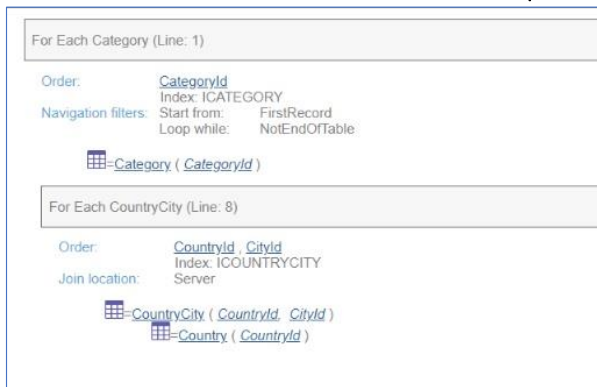 For Each Category (Line: 1)
Order: CategoryId
Index: ICATEGORY
Navigation filters: Start from: FirstRecord
Loop while: NotEndOfTable
=Category ( CategoryId )
For Each CountryCity (Line: 8)
Order: CountryId , CityId
Index: ICOUNTRYCITY
Join location: Server
=CountryCity ( CountryId, CityId )
=Country ( CountryId )